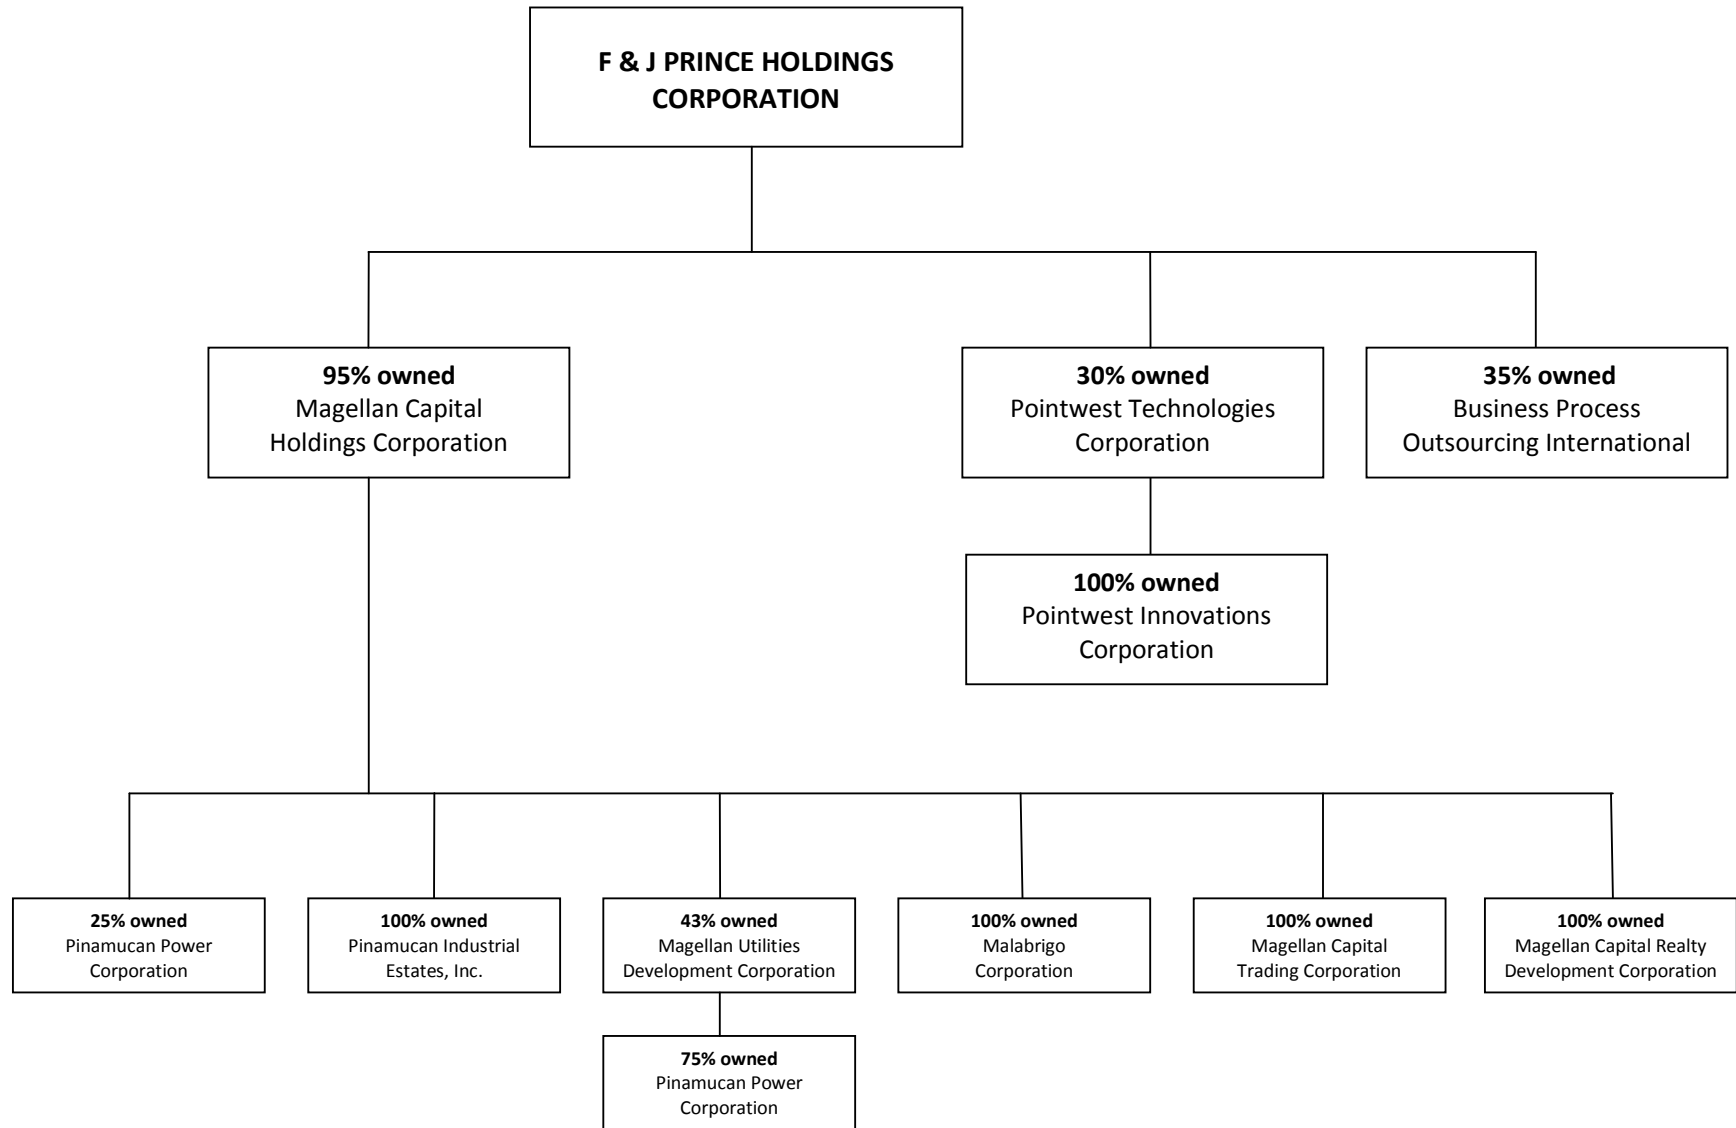 F & J PRINCE HOLDINGS
CORPORATION
95% owned
Magellan Capital
Holdings Corporation
30% owned
Pointwest Technologies
Corporation
35% owned
Business Process
Outsourcing International
100% owned
Pointwest Innovations
Corporation
25% owned
Pinamucan Power
Corporation
100% owned
Pinamucan Industrial
Estates, Inc.
43% owned
Magellan Utilities
Development Corporation
100% owned
Malabrigo
Corporation
100% owned
Magellan Capital
Trading Corporation
100% owned
Magellan Capital Realty
Development Corporation
75% owned
Pinamucan Power
Corporation